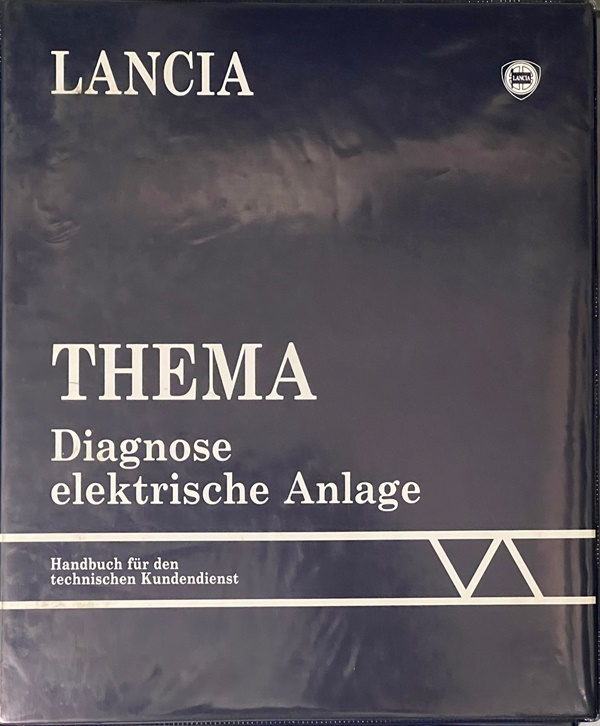 LANCIA
LANCIA
THEMA
Diagnose
elektrische Anlage
Handbuch für den
technischen Kundendienst